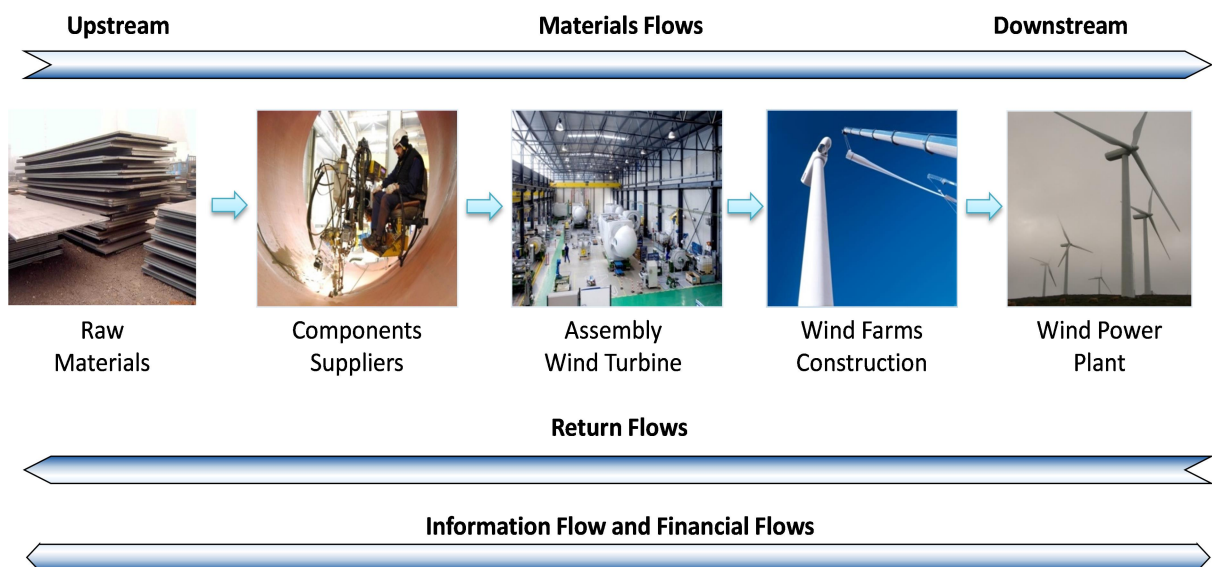 Upstream
Materials Flows
Downstream
Raw
Materials
Components
Suppliers
Assembly
Wind Turbine
Wind Farms
Construction
Wind Power
Plant
Return Flows
Information Flow and Financial Flows